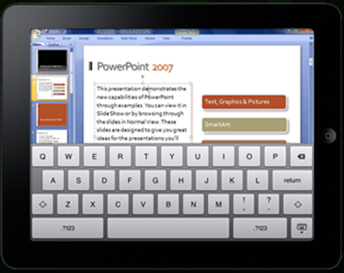 PowerPoint 2007
This presentation demonstrates the
new capabilities of PowerPoint
through examples. You can view it in
Slide Show or by browsing through
the slides in Normal View. These
slides are designed to give you great
ideas for the presentations you'll
Text, Graphics & Pictures
SmartArt
Q W E R T Y U I O P
A S D F G H J K L return
Z X C V B N M ! , ? .
.?123 .?123